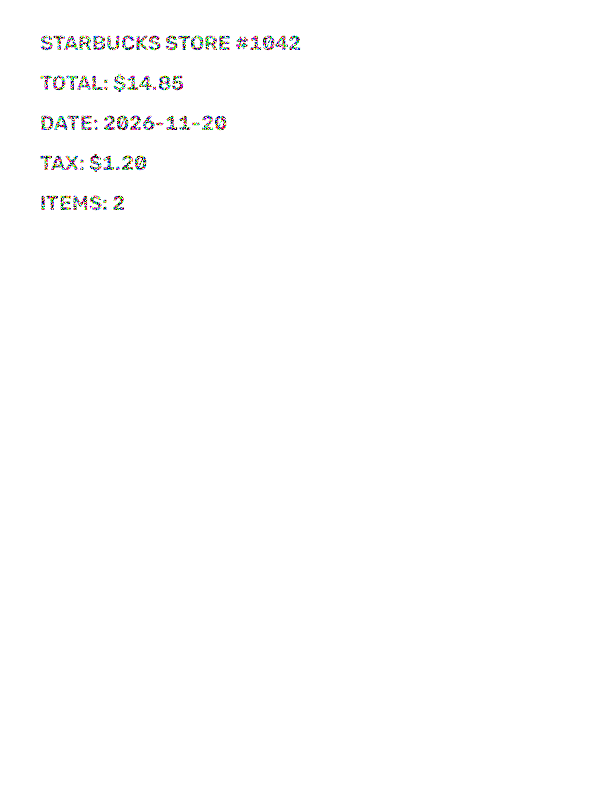 STARBUCKS STORE #1042
TOTAL: $14.85
DATE: 2026-11-20
TAX: $1.20
ITEMS: 2